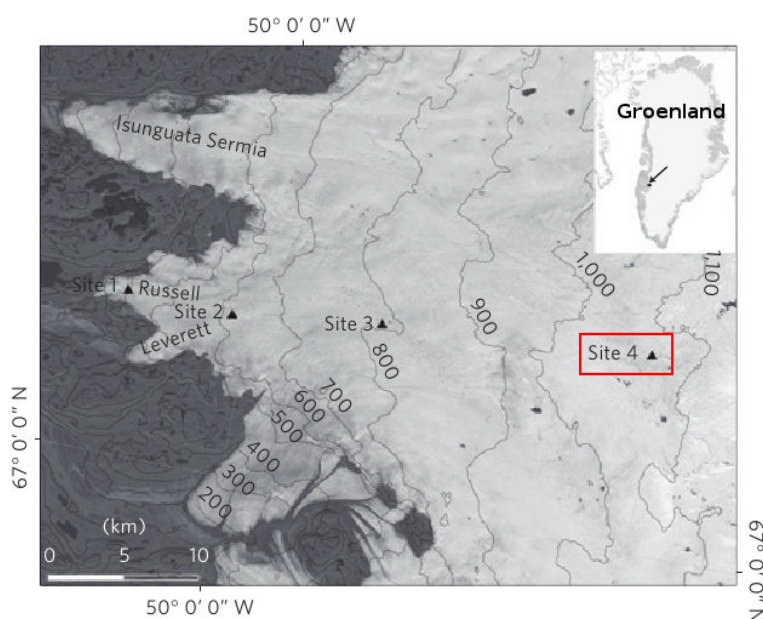 50° 0' 0" W
Groenland
Isunguata Sermia
1,000
1,100
Site 1
Russell
Site 2
Site 3
900
Leverett
800
Site 4
700
600
500
400
300
200
67° 0' 0" N
(km)
0 5 10
50° 0' 0" W
67° 0' 0" N